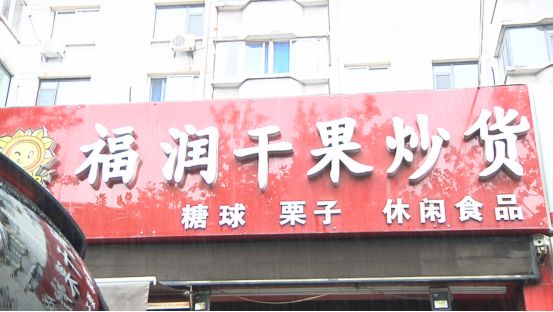 福润干果炒货
糖球 栗子 休闲食品